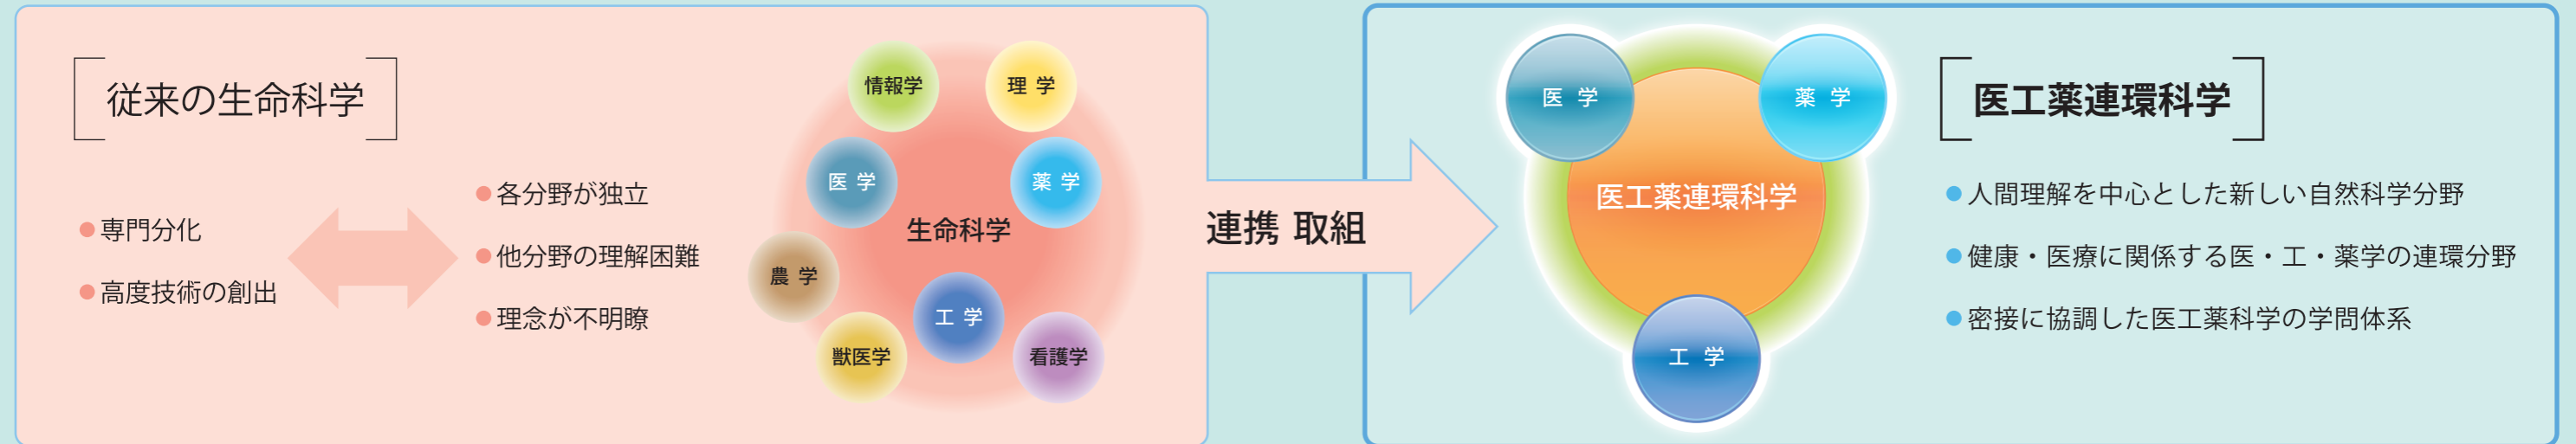 従来の生命科学
専門分化
高度技術の創出
各分野が独立
他分野の理解困難
理念が不明瞭
情報学
理 学
医 学
薬 学
生命科学
農 学
工 学
獣医学
看護学
連携 取組
医 学
薬 学
医工薬連環科学
工 学
医工薬連環科学
人間理解を中心とした新しい自然科学分野
健康・医療に関係する医・工・薬学の連環分野
密接に協調した医工薬科学の学問体系